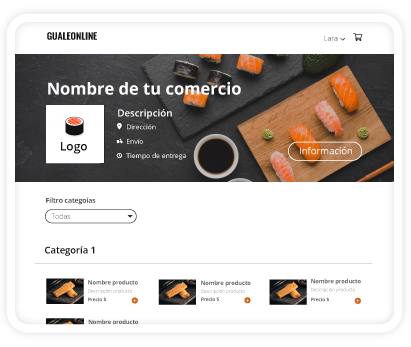 GUALEONLINE
Lara
Nombre de tu comercio
Logo
Descripción
Dirección
Envío
Tiempo de entrega
Información
Filtro categoias
Todas
Categoría 1
Nombre producto
Descripción producto
Precio $
Nombre producto
Descripción producto
Precio $
Nombre producto
Descripción producto
Precio $
Nombre producto